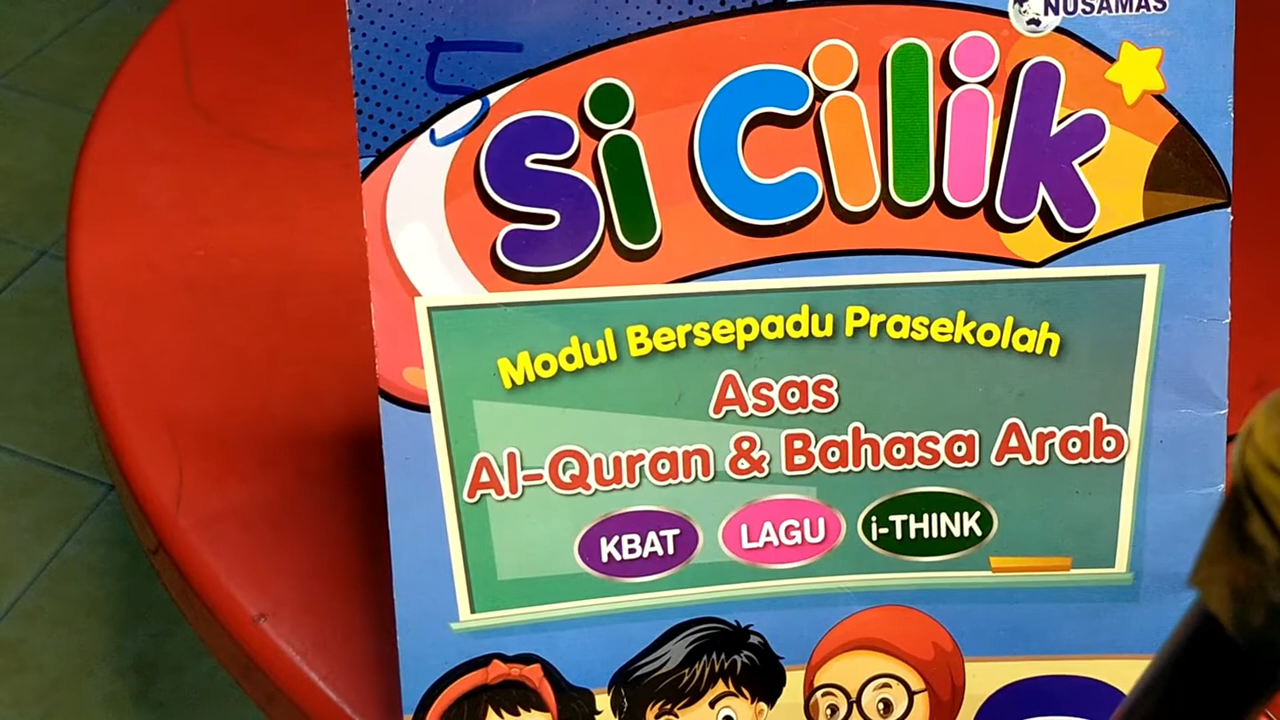 NUSAMAS
5
Si Cilik
Modul Bersepadu Prasekolah
Asas
Al-Quran & Bahasa Arab
KBAT LAGU i-THINK